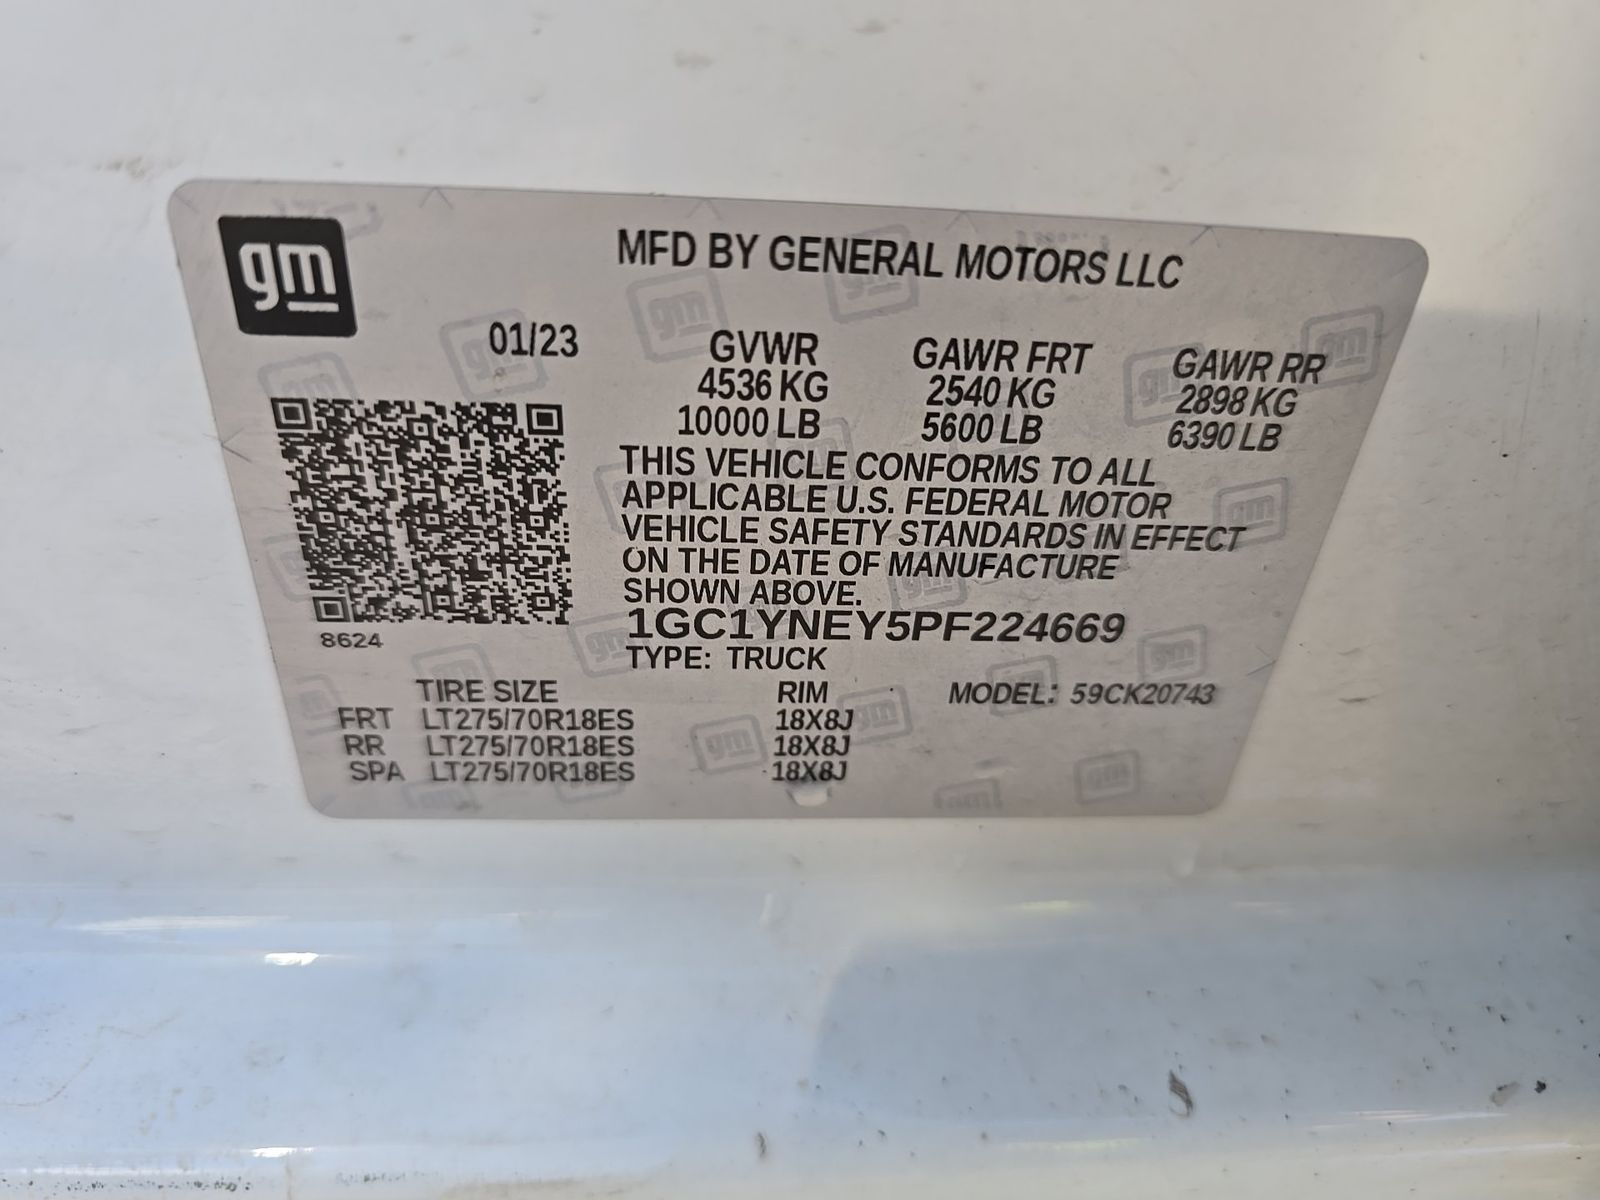 gm
MFD BY GENERAL MOTORS LLC
01/23
GVWR GAWR FRT GAWR RR
4536 KG 2540 KG 2898 KG
10000 LB 5600 LB 6390 LB
THIS VEHICLE CONFORMS TO ALL
APPLICABLE U.S. FEDERAL MOTOR
VEHICLE SAFETY STANDARDS IN EFFECT
ON THE DATE OF MANUFACTURE
SHOWN ABOVE.
1GC1YNEY5PF224669
8624
TYPE: TRUCK
TIRE SIZE RIM MODEL: 59CK20743
FRT LT275/70R18ES 18X8J
RR LT275/70R18ES 18X8J
SPA LT275/70R18ES 18X8J